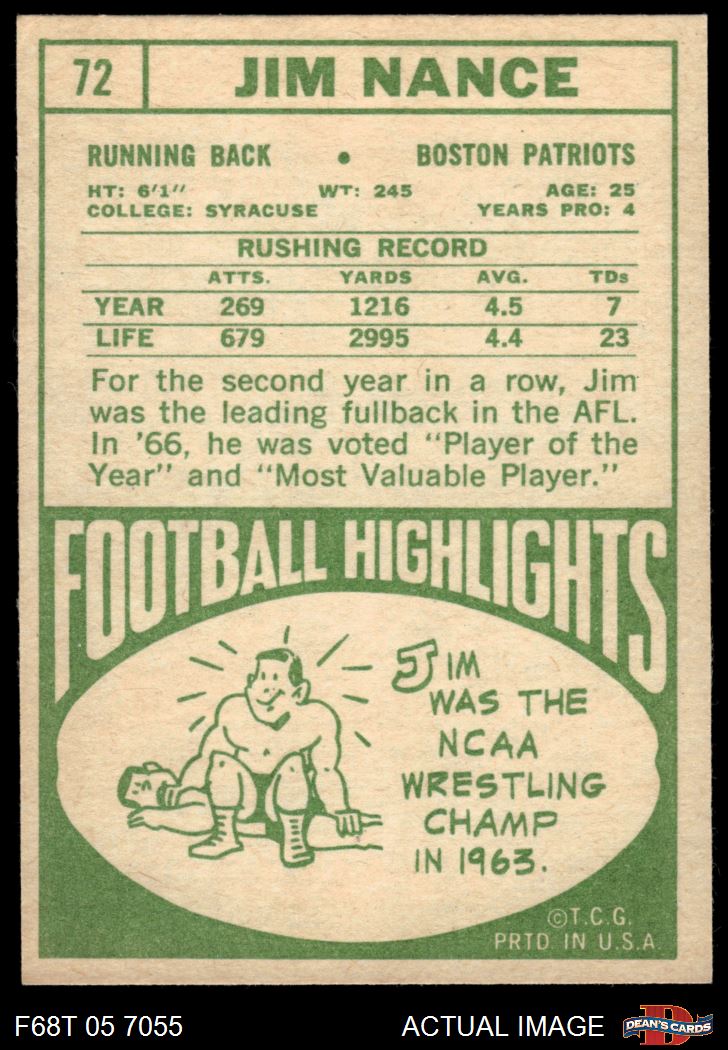 72 JIM NANCE
RUNNING BACK • BOSTON PATRIOTS
HT: 6'1" WT: 245 AGE: 25
COLLEGE: SYRACUSE YEARS PRO: 4
RUSHING RECORD
ATTS. YARDS AVG. TDs
YEAR 269 1216 4.5 7
LIFE 679 2995 4.4 23
For the second year in a row, Jim
was the leading fullback in the AFL.
In '66, he was voted "Player of the
Year" and "Most Valuable Player."
FOOTBALL HIGHLIGHTS
JIM
WAS THE
NCAA
WRESTLING
CHAMP
IN 1963.
©T.C.G.
PRTD. IN U.S.A.
F68T 05 7055 ACTUAL IMAGE D DEAN'S CARDS